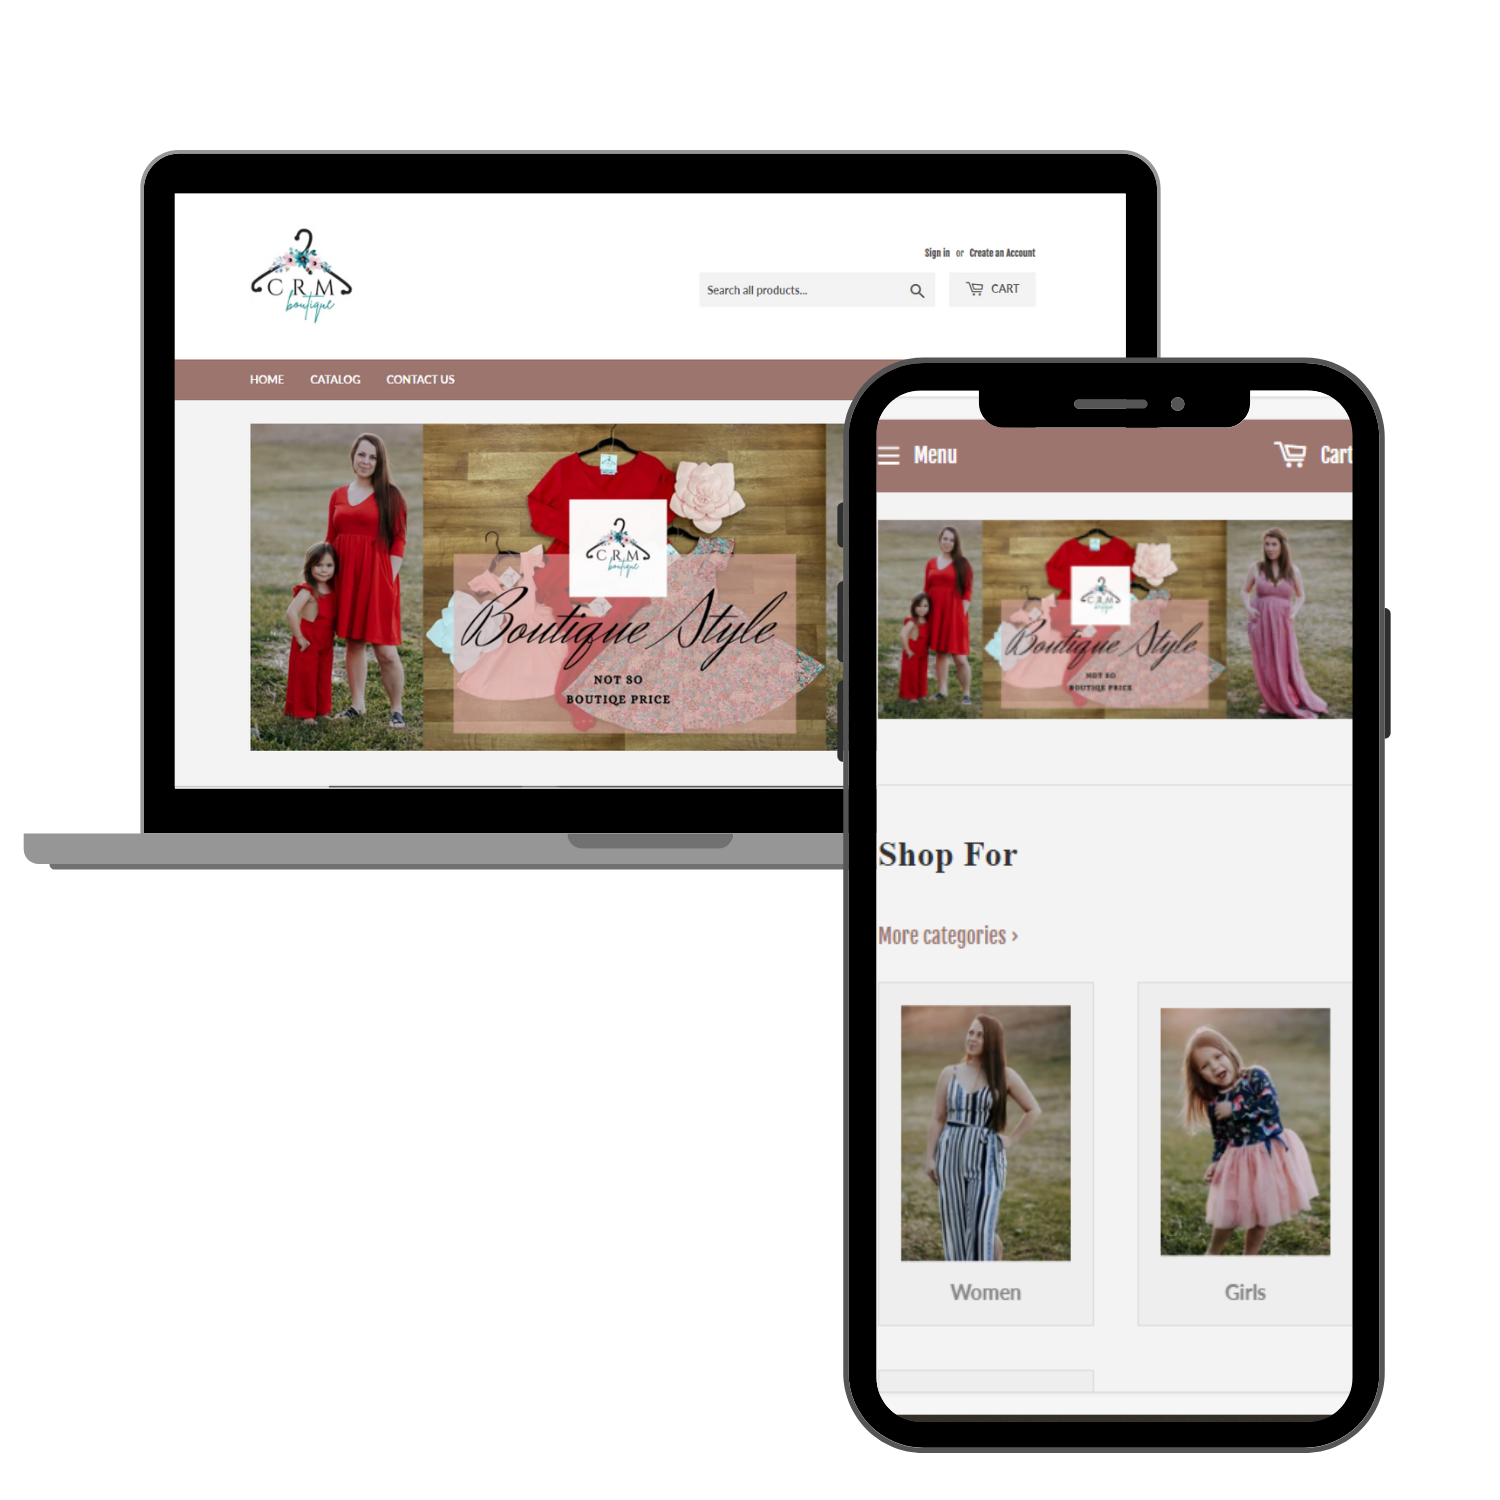 C R M
boutique
Sign in or Create an Account
Search all products...
CART
HOME CATALOG CONTACT US
C R M
boutique
Boutique Style
NOT SO
BOUTIQE PRICE
Menu
Cart
C R M
boutique
Boutique Style
NOT SO
BOUTIQE PRICE
Shop For
More categories ›
Women
Girls